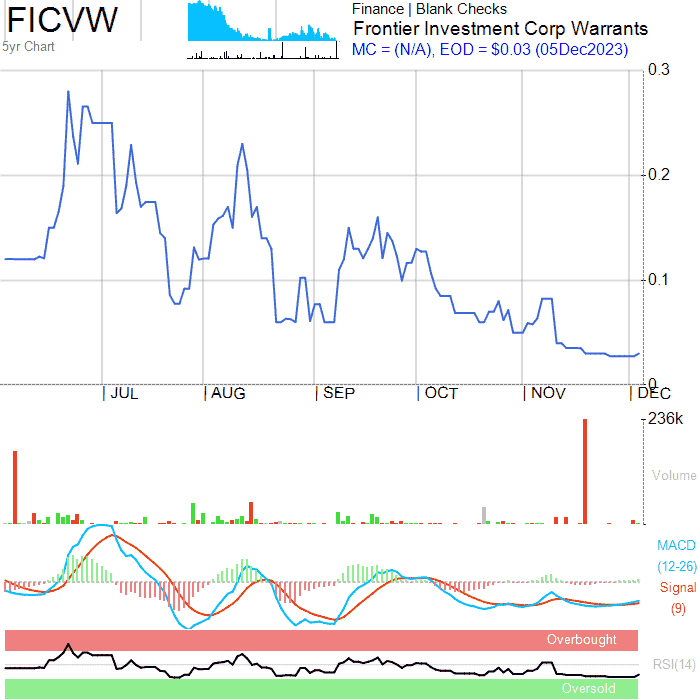 FICVW
5yr Chart
Finance | Blank Checks
Frontier Investment Corp Warrants
MC = (N/A), EOD = $0.03 (05Dec2023)
0.3
0.2
0.1
0
| JUL | AUG | SEP | OCT | NOV | DEC
236k
Volume
MACD
(12-26)
Signal
(9)
Overbought
RSI(14)
Oversold